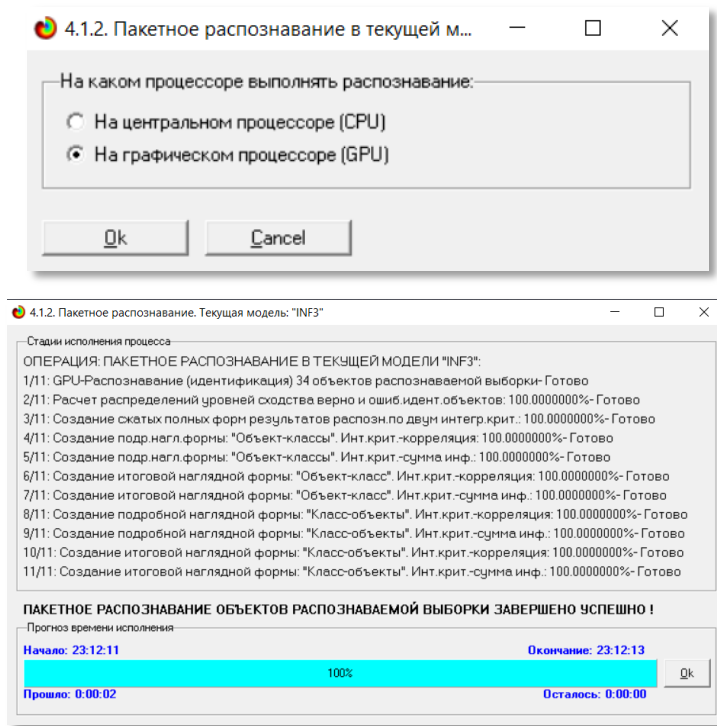 4.1.2. Пакетное распознавание в текущей м...
На каком процессоре выполнять распознавание:
На центральном процессоре (CPU)
На графическом процессоре (GPU)
Ok Cancel
4.1.2. Пакетное распознавание. Текущая модель: "INF3"
Стадии исполнения процесса
ОПЕРАЦИЯ: ПАКЕТНОЕ РАСПОЗНАВАНИЕ В ТЕКУЩЕЙ МОДЕЛИ "INF3":
1/11: GPU-Распознавание (идентификация) 34 объектов распознаваемой выборки- Готово
2/11: Расчет распределений уровней сходства верно и ошиб.идент.объектов: 100.0000000%- Готово
3/11: Создание сжатых полных форм результатов распозн.по двум интегр.крит.: 100.0000000%- Готово
4/11: Создание подр.нагл.формы: "Объект-классы". Инт.крит.-корреляция: 100.0000000%- Готово
5/11: Создание подр.нагл.формы: "Объект-классы". Инт.крит.-сумма инф.: 100.0000000%- Готово
6/11: Создание итоговой наглядной формы: "Объект-класс". Инт.крит.-корреляция: 100.0000000%- Готово
7/11: Создание итоговой наглядной формы: "Объект-класс". Инт.крит.-сумма инф.: 100.0000000%- Готово
8/11: Создание подробной наглядной формы: "Класс-объекты". Инт.крит.-корреляция: 100.0000000%- Готово
9/11: Создание подробной наглядной формы: "Класс-объекты". Инт.крит.-сумма инф.: 100.0000000%- Готово
10/11: Создание итоговой наглядной формы: "Класс-объекты". Инт.крит.-корреляция: 100.0000000%- Готово
11/11: Создание итоговой наглядной формы: "Класс-объекты". Инт.крит.-сумма инф.: 100.0000000%- Готово
ПАКЕТНОЕ РАСПОЗНАВАНИЕ ОБЪЕКТОВ РАСПОЗНАВАЕМОЙ ВЫБОРКИ ЗАВЕРШЕНО УСПЕШНО !
Прогноз времени исполнения
Начало: 23:12:11 Окончание: 23:12:13
100% Ok
Прошло: 0:00:02 Осталось: 0:00:00